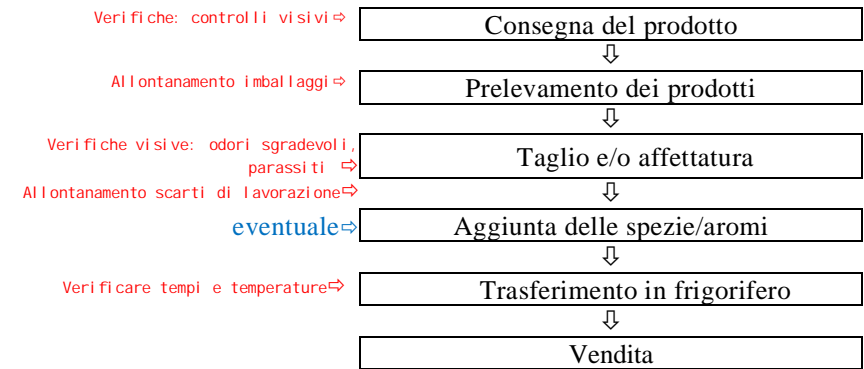 Verifiche: controlli visivi⇨ Consegna del prodotto
⇩
Allontanamento imballaggi⇨ Prelevamento dei prodotti
⇩
Verifiche visive: odori sgradevoli,
parassiti ⇨ Taglio e/o affettatura
Allontanamento scarti di lavorazione⇨ ⇩
eventuale⇨ Aggiunta delle spezie/aromi
⇩
Verificare tempi e temperature⇨ Trasferimento in frigorifero
⇩
Vendita